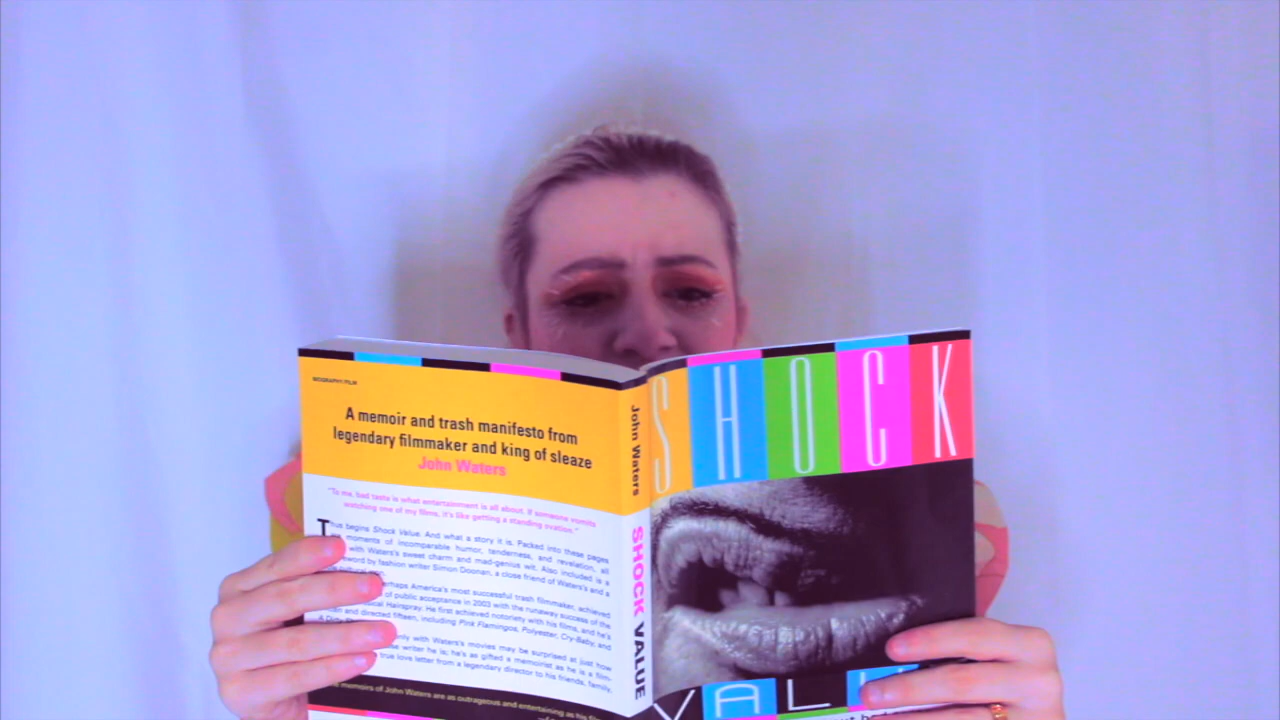 BIOGRAPHY/FILM
A memoir and trash manifesto from
legendary filmmaker and king of sleaze
John Waters
"To me, bad taste is what entertainment is all about. If someone vomits
watching one of my films, it's like getting a standing ovation."
Thus begins Shock Value. And what a story it is. Packed into these pages
moments of incomparable humor, tenderness, and revelation, all
with Waters's sweet charm and mad-genius wit. Also included is a
by fashion writer Simon Doonan, a close friend of Waters's and a
perhaps America's most successful trash filmmaker, achieved
of public acceptance in 2003 with the runaway success of the
Hairspray. He first achieved notoriety with his films, and he's
and directed fifteen, including Pink Flamingos, Polyester, Cry-Baby, and
A
only with Waters's movies may be surprised at just how
writer he is; he's as gifted a memoirist as he is a film-
true love letter from a legendary director to his friends, family,
memoirs of John Waters are as outrageous and entertaining as his
John Waters
SHOCK VALUE
SHOCK
VAL